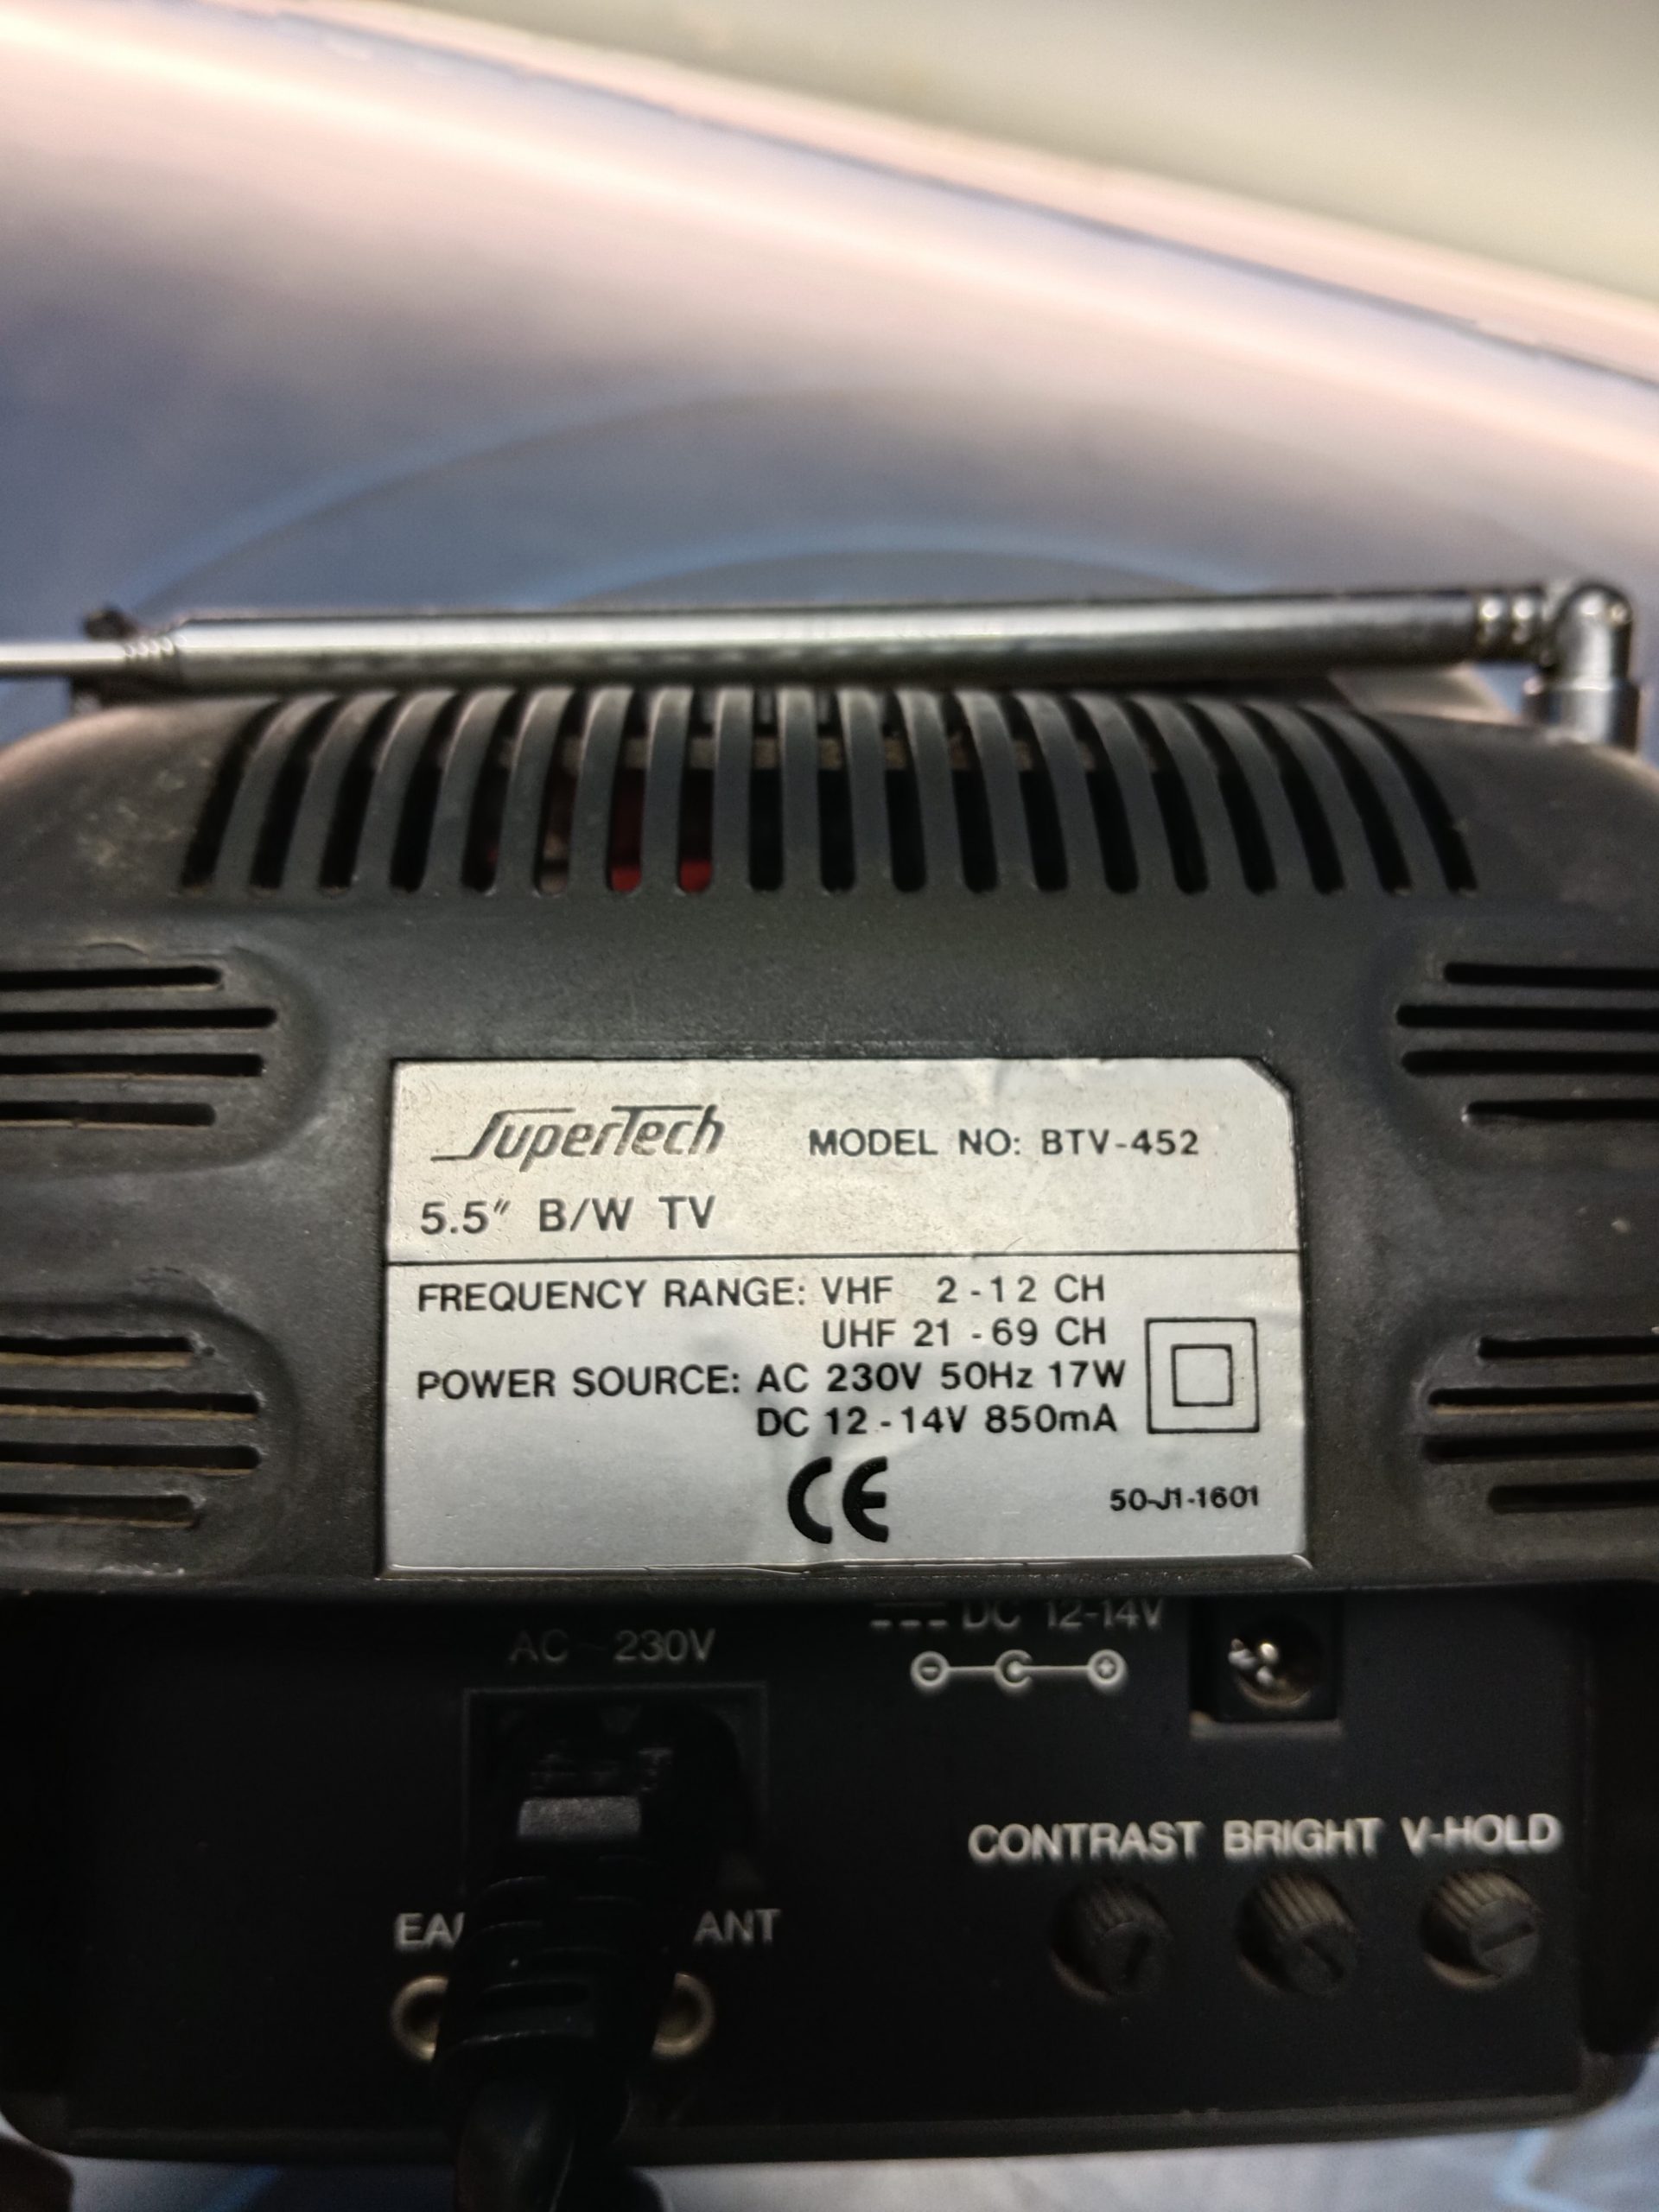 SuperTech MODEL NO: BTV-452
5.5" B/W TV
FREQUENCY RANGE: VHF 2 - 12 CH
UHF 21 - 69 CH
POWER SOURCE: AC 230V 50Hz 17W
DC 12 - 14V 850mA
CE
50-J1-1601
DC 12-14V
AC ~ 230V
CONTRAST BRIGHT V-HOLD
ANT